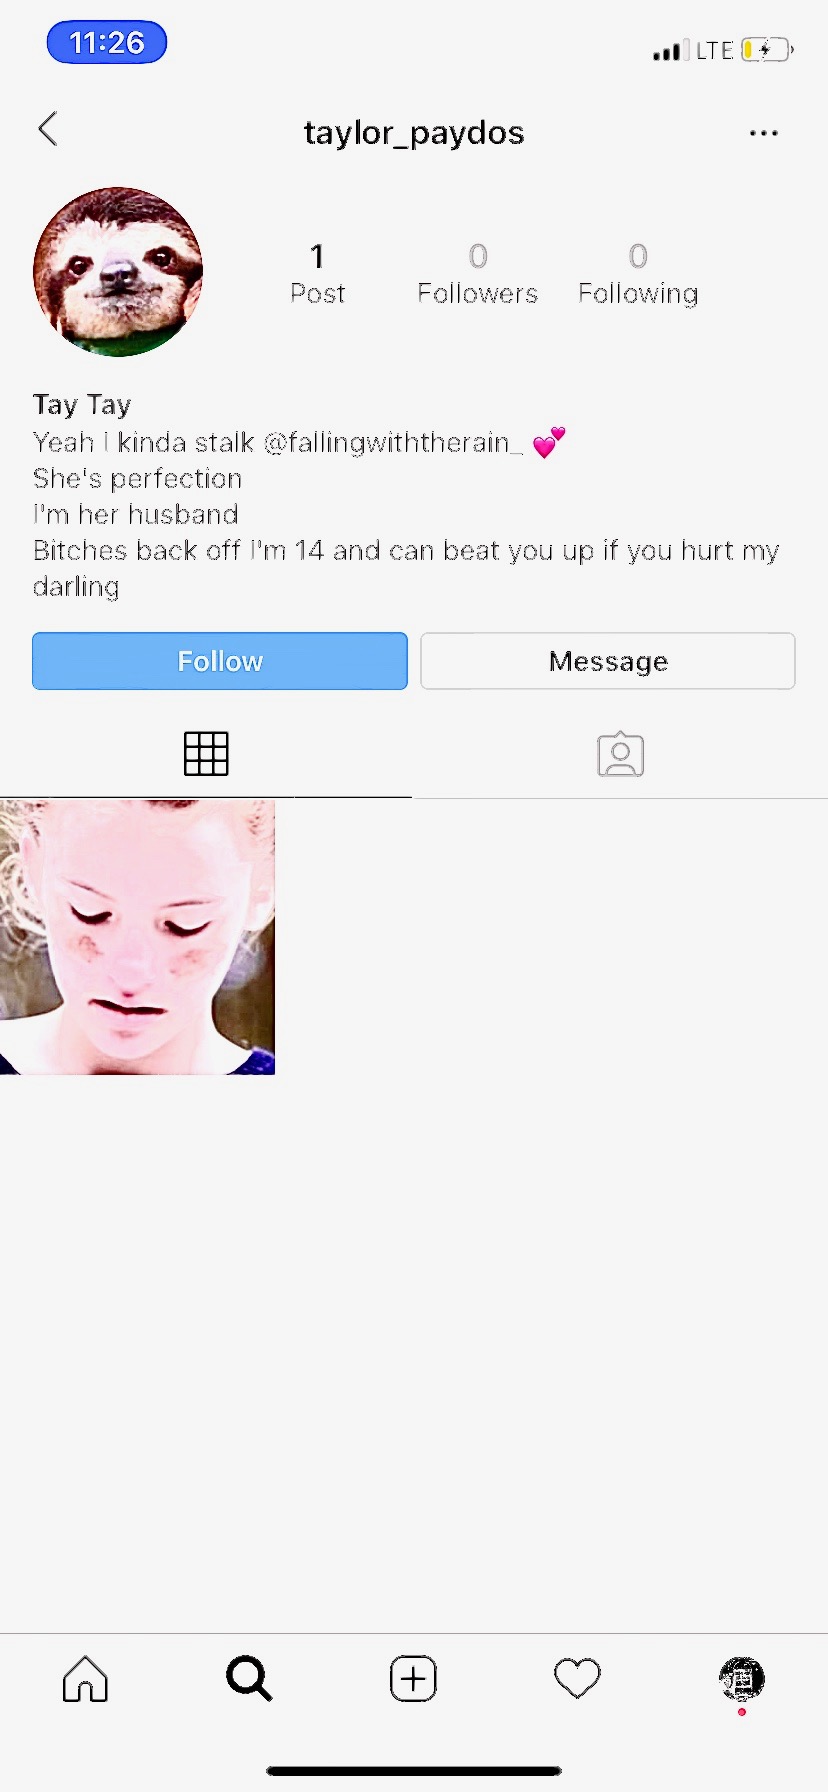 11:26
LTE
taylor_paydos
1
Post
0
Followers
0
Following
Tay Tay
Yeah I kinda stalk @fallingwiththerain_ 💕
She's perfection
I'm her husband
Bitches back off I'm 14 and can beat you up if you hurt my
darling
Follow
Message